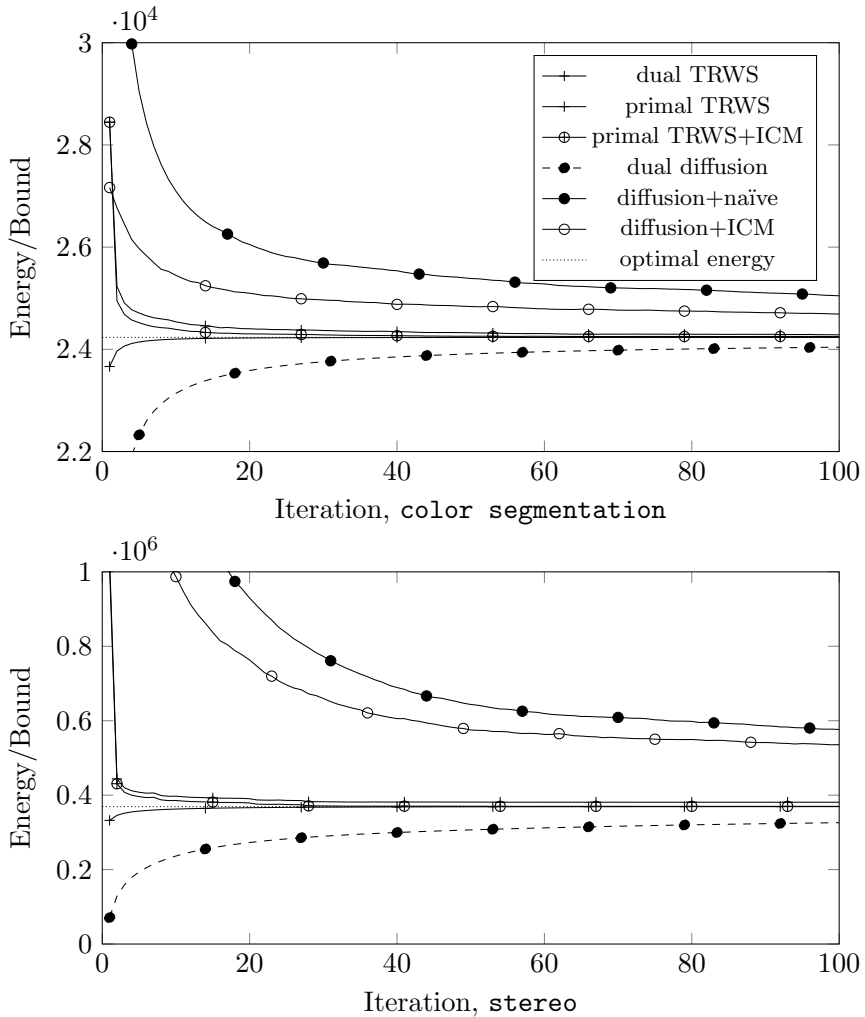 ·10^4
3
2.8
2.6
2.4
2.2
0 20 40 60 80 100
Energy/Bound
Iteration, color segmentation
dual TRWS
primal TRWS
primal TRWS+ICM
dual diffusion
diffusion+naïve
diffusion+ICM
optimal energy
·10^6
1
0.8
0.6
0.4
0.2
0
0 20 40 60 80 100
Energy/Bound
Iteration, stereo